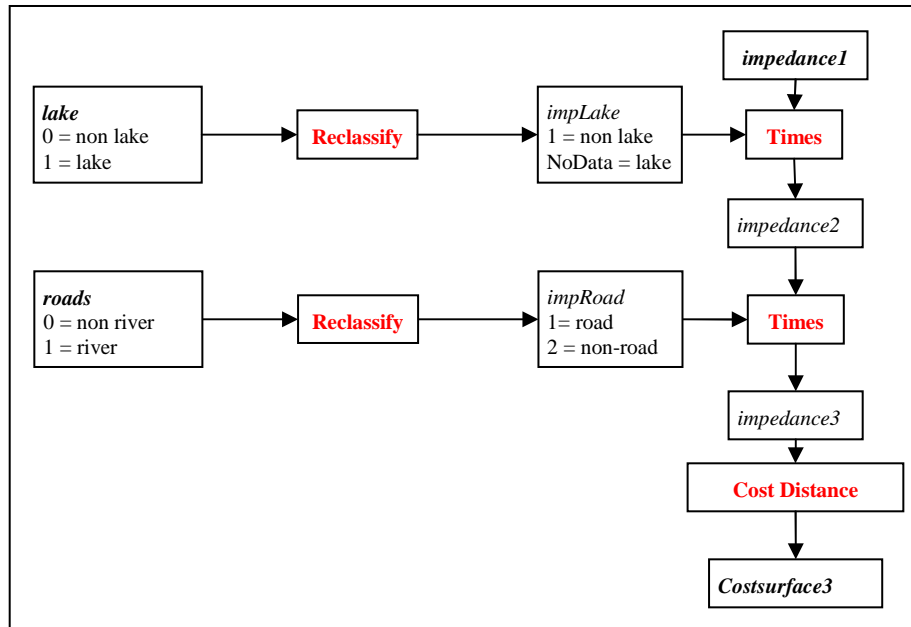 impedance1
lake
0 = non lake
1 = lake
Reclassify
impLake
1 = non lake
NoData = lake
Times
impedance2
roads
0 = non river
1 = river
Reclassify
impRoad
1= road
2 = non-road
Times
impedance3
Cost Distance
Costsurface3